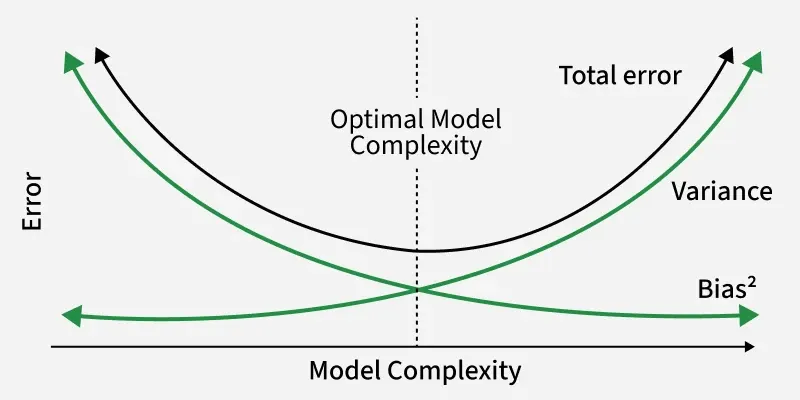 Total error
Optimal Model
Complexity
Variance
Error
Bias²
Model Complexity